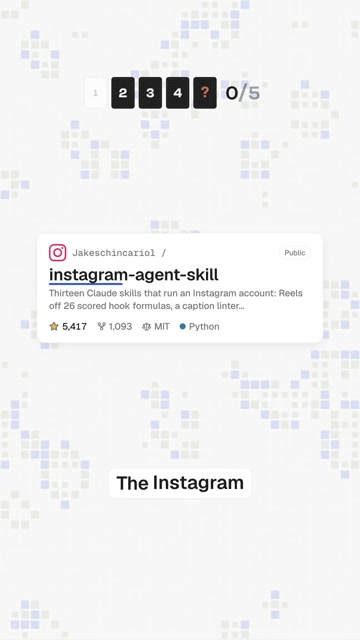 1 2 3 4 ? 0/5
Jakeschincariol /
Public
instagram-agent-skill
Thirteen Claude skills that run an Instagram account: Reels
off 26 scored hook formulas, a caption linter...
5,417 1,093 MIT Python
The Instagram